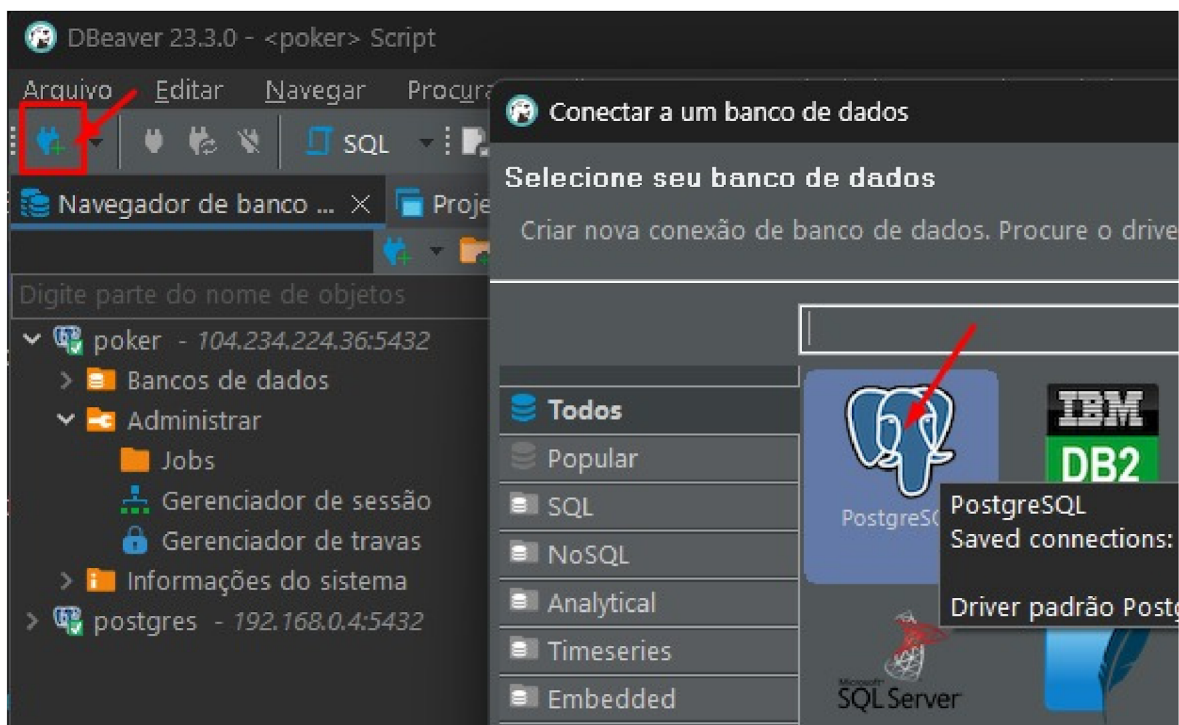 DBeaver 23.3.0 - <poker> Script
Arquivo Editar Navegar Procura
SQL
Navegador de banco ... Proje
Digite parte do nome de objetos
poker - 104.234.224.36:5432
Bancos de dados
Administrar
Jobs
Gerenciador de sessão
Gerenciador de travas
Informações do sistema
postgres - 192.168.0.4:5432
Conectar a um banco de dados
Selecione seu banco de dados
Criar nova conexão de banco de dados. Procure o drive
Todos
Popular
SQL
NoSQL
Analytical
Timeseries
Embedded
PostgreSQ
IBM
DB2
PostgreSQL
Saved connections:
Driver padrão Postg
Microsoft
SQL Server